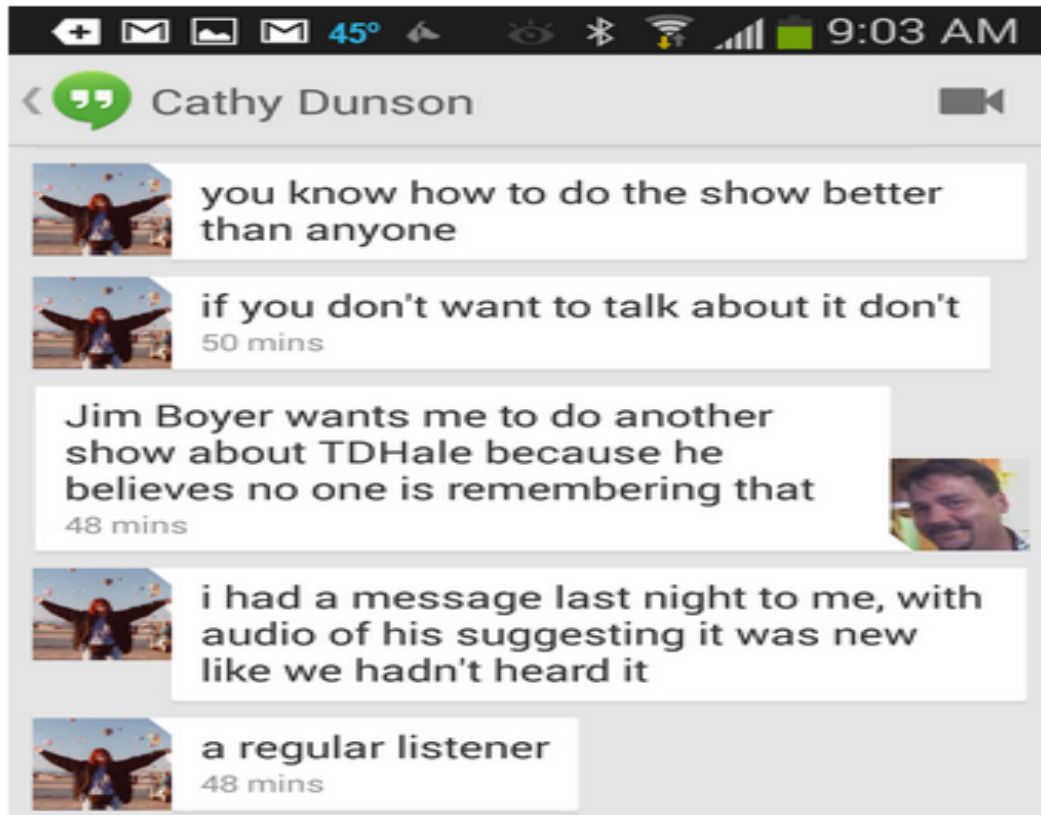 45° 9:03 AM
Cathy Dunson
you know how to do the show better
than anyone
if you don't want to talk about it don't
50 mins
Jim Boyer wants me to do another
show about TDHale because he
believes no one is remembering that
48 mins
i had a message last night to me, with
audio of his suggesting it was new
like we hadn't heard it
a regular listener
48 mins